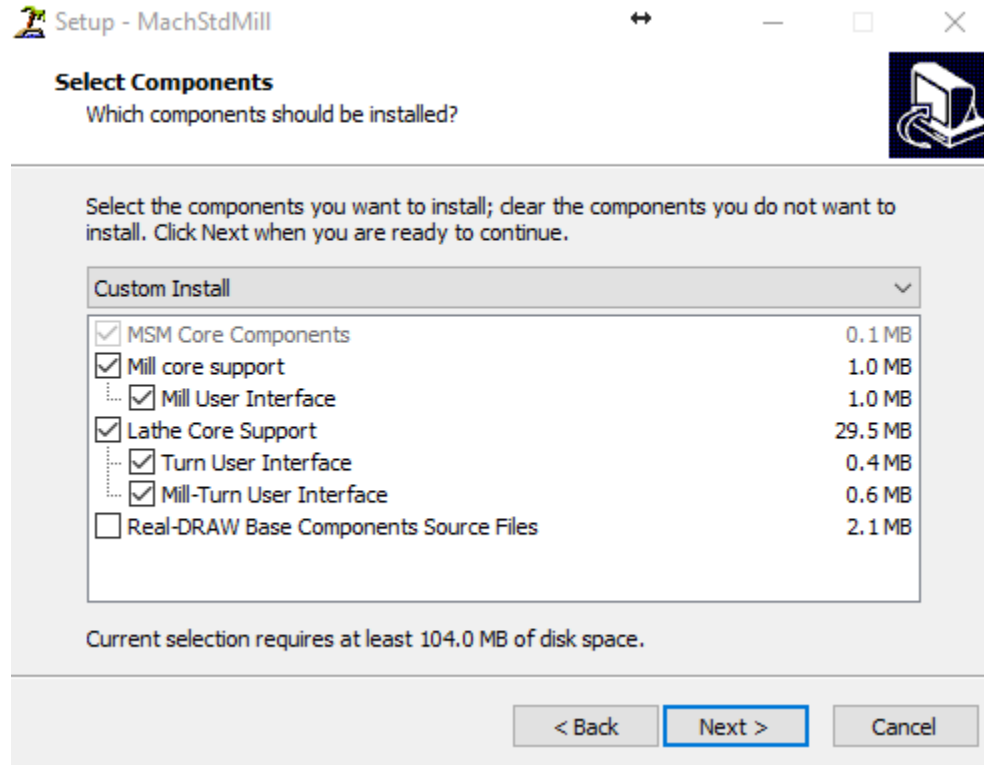 Setup - MachStdMill
Select Components
Which components should be installed?
Select the components you want to install; clear the components you do not want to
install. Click Next when you are ready to continue.
Custom Install
MSM Core Components 0.1 MB
Mill core support 1.0 MB
Mill User Interface 1.0 MB
Lathe Core Support 29.5 MB
Turn User Interface 0.4 MB
Mill-Turn User Interface 0.6 MB
Real-DRAW Base Components Source Files 2.1 MB
Current selection requires at least 104.0 MB of disk space.
< Back Next > Cancel